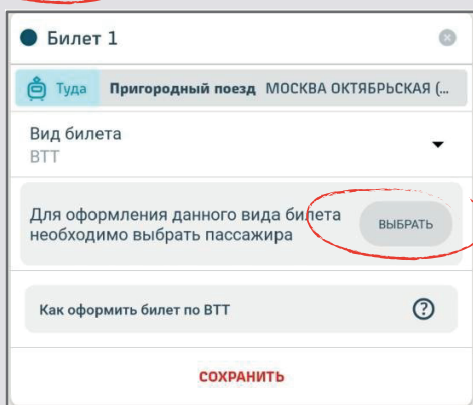 Билет 1
Туда Пригородный поезд МОСКВА ОКТЯБРЬСКАЯ (...
Вид билета
ВТТ
Для оформления данного вида билета
необходимо выбрать пассажира
ВЫБРАТЬ
Как оформить билет по ВТТ
СОХРАНИТЬ